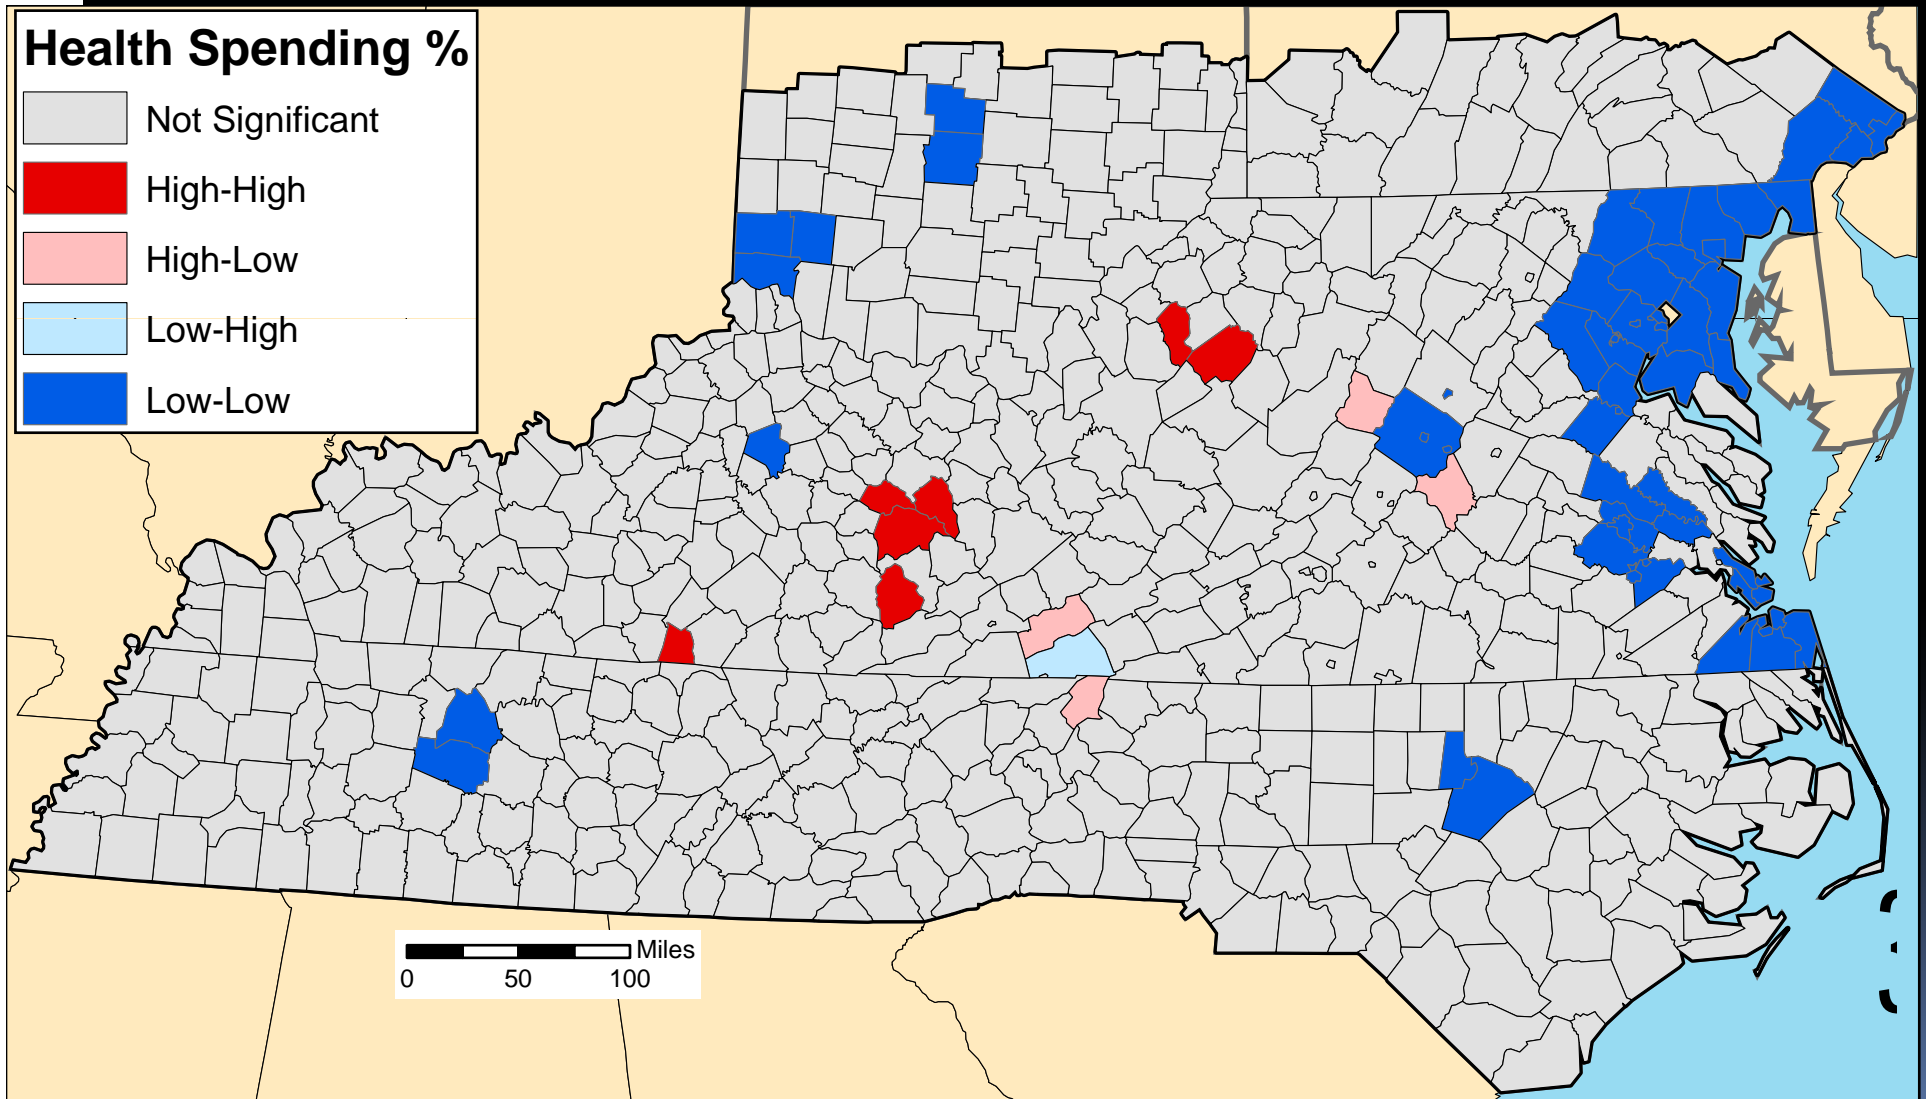 Health Spending %
Not Significant
High-High
High-Low
Low-High
Low-Low
Miles
0 50 100